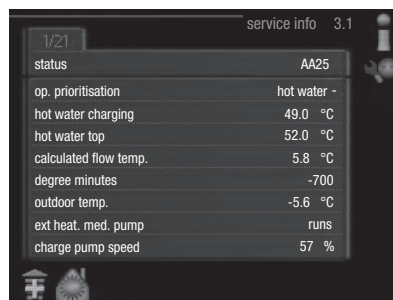 service info 3.1
1/21
status AA25
op. prioritisation hot water -
hot water charging 49.0 °C
hot water top 52.0 °C
calculated flow temp. 5.8 °C
degree minutes -700
outdoor temp. -5.6 °C
ext heat. med. pump runs
charge pump speed 57 %